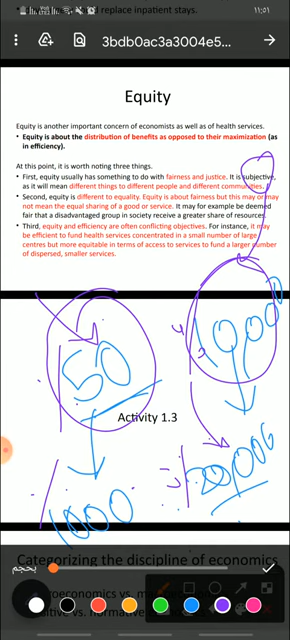 ١١:٥١
replace inpatient stays.
3bdb0ac3a3004e5...
Equity
Equity is another important concern of economists as well as of health services.
• Equity is about the distribution of benefits as opposed to their maximization (as
in efficiency).
At this point, it is worth noting three things.
• First, equity usually has something to do with fairness and justice. It is subjective,
as it will mean different things to different people and different communities.
• Second, equity is different to equality. Equity is about fairness but this may or may
not mean the equal sharing of a good or service. It may for example be deemed
fair that a disadvantaged group in society receive a greater share of resources.
• Third, equity and efficiency are often conflicting objectives. For instance, it may
be efficient to fund health services concentrated in a small number of large
centres but more equitable in terms of access to services to fund a larger number
of dispersed, smaller services.
50
10,000
Activity 1.3
1000
20,000
Categorizing the discipline of economics
بحجم